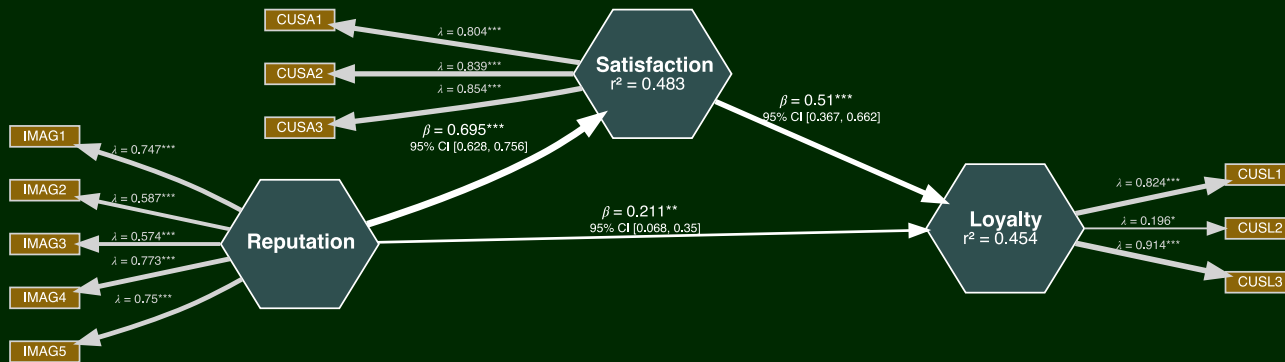 CUSA1
λ = 0.804***
CUSA2
λ = 0.839***
CUSA3
λ = 0.854***
Satisfaction
r² = 0.483
β = 0.695***
95% CI [0.628, 0.756]
β = 0.51***
95% CI [0.367, 0.662]
IMAG1
λ = 0.747***
IMAG2
λ = 0.587***
IMAG3
λ = 0.574***
IMAG4
λ = 0.773***
IMAG5
λ = 0.75***
Reputation
β = 0.211**
95% CI [0.068, 0.35]
Loyalty
r² = 0.454
λ = 0.824***
CUSL1
λ = 0.196*
CUSL2
λ = 0.914***
CUSL3